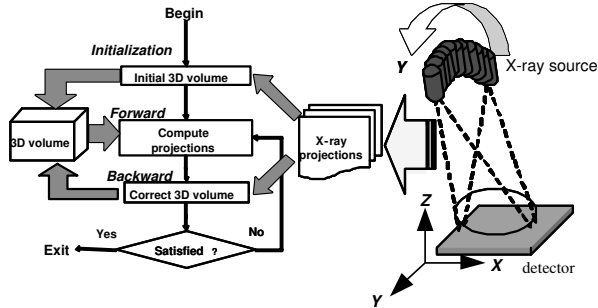 Begin
Initialization
Initial 3D volume
Forward
3D volume
Compute
projections
X-ray
projections
Backward
Correct 3D volume
Yes
No
Satisfied ?
Exit
Y
X-ray source
Z
X
detector
Y